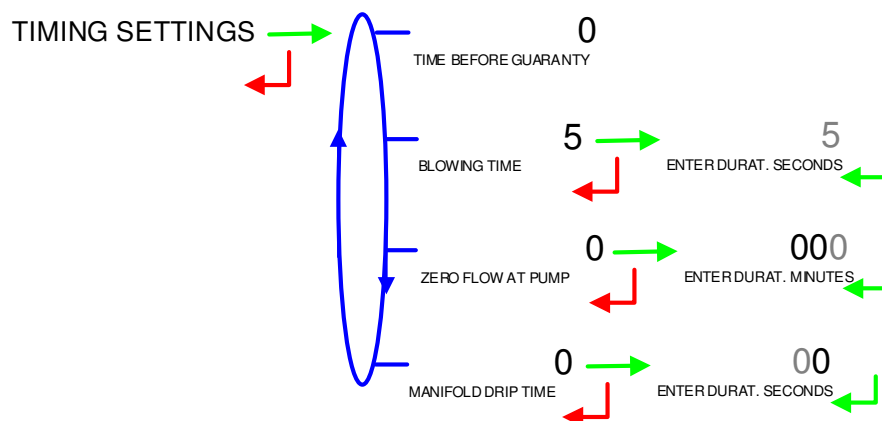 TIMING SETTINGS
0
TIME BEFORE GUARANTY
5
BLOWING TIME
5
ENTER DURAT. SECONDS
0
ZERO FLOW AT PUMP
000
ENTER DURAT. MINUTES
0
MANIFOLD DRIP TIME
00
ENTER DURAT. SECONDS